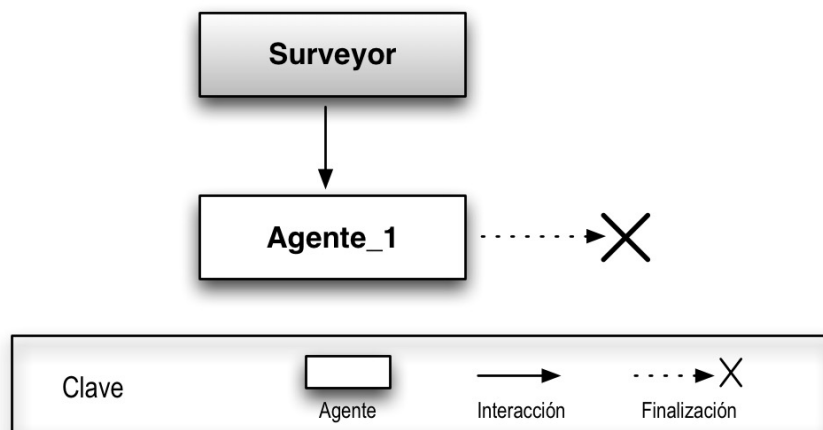 Surveyor
Agente_1
Clave
Agente
Interacción
Finalización